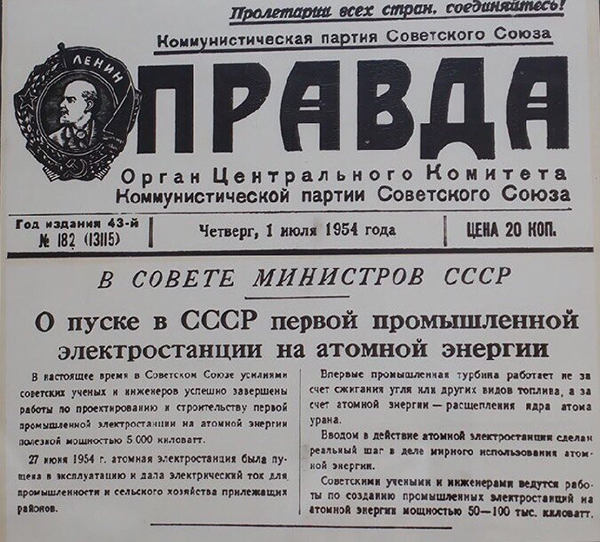 Пролетарии всех стран, соединяйтесь!
Коммунистическая партия Советского Союза
ЛЕНИН
ПРАВДА
Орган Центрального Комитета
Коммунистической партии Советского Союза
Год издания 43-й
№ 182 (13115)
Четверг, 1 июля 1954 года
ЦЕНА 20 КОП.
В СОВЕТЕ МИНИСТРОВ СССР
О пуске в СССР первой промышленной
электростанции на атомной энергии
В настоящее время в Советском Союзе усилиями
советских ученых и инженеров успешно завершены
работы по проектированию и строительству первой
промышленной электростанции на атомной энергии
полезной мощностью 5.000 киловатт.
27 июня 1954 г. атомная электростанция была пу-
щена в эксплуатацию и дала электрический ток для
промышленности и сельского хозяйства прилежащих
районов.
Впервые промышленная турбина работает не за
счет сжигания угля или других видов топлива, а за
счет атомной энергии — расщепления ядра атома
урана.
Вводом в действие атомной электростанции сделан
реальный шаг в деле мирного использования атом-
ной энергии.
Советскими учеными и инженерами ведутся рабо-
ты по созданию промышленных электростанций на
атомной энергии мощностью 50—100 тыс. киловатт.